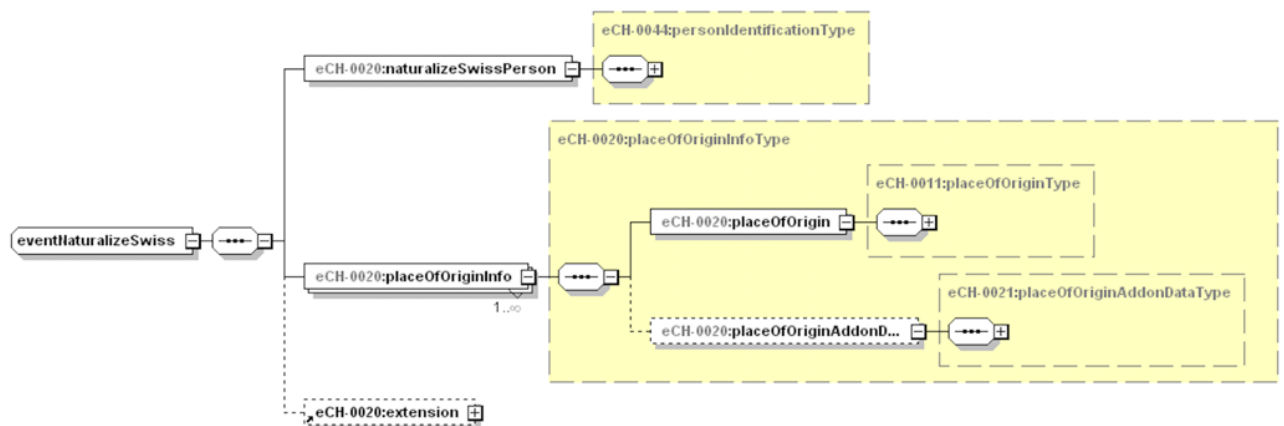 eCH-0044:personIdentificationType
eCH-0020:naturalizeSwissPerson
eCH-0020:placeOfOriginInfoType
eCH-0011:placeOfOriginType
eCH-0020:placeOfOrigin
eventNaturalizeSwiss
eCH-0020:placeOfOriginInfo
1..∞
eCH-0021:placeOfOriginAddonDataType
eCH-0020:placeOfOriginAddonD...
eCH-0020:extension